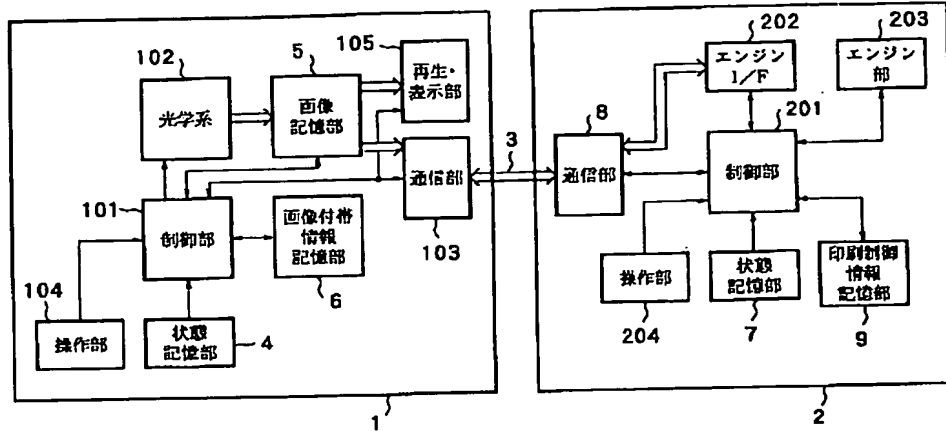 102
光学系
5
画像
記憶部
105
再生・
表示部
通信部
103
101
制御部
画像付帯
情報
記憶部
6
104
操作部
状態
記憶部
4
1
3
202
エンジン
I/F
203
エンジン
部
8
通信部
201
制御部
操作部
204
状態
記憶部
7
印刷制御
情報
記憶部
9
2